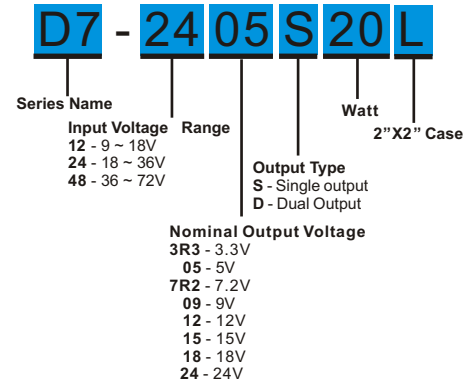 D7 - 24 05 S 20 L
Series Name
Input Voltage Range
12 - 9 ~ 18V
24 - 18 ~ 36V
48 - 36 ~ 72V
Watt
2”X2” Case
Output Type
S - Single output
D - Dual Output
Nominal Output Voltage
3R3 - 3.3V
05 - 5V
7R2 - 7.2V
09 - 9V
12 - 12V
15 - 15V
18 - 18V
24 - 24V